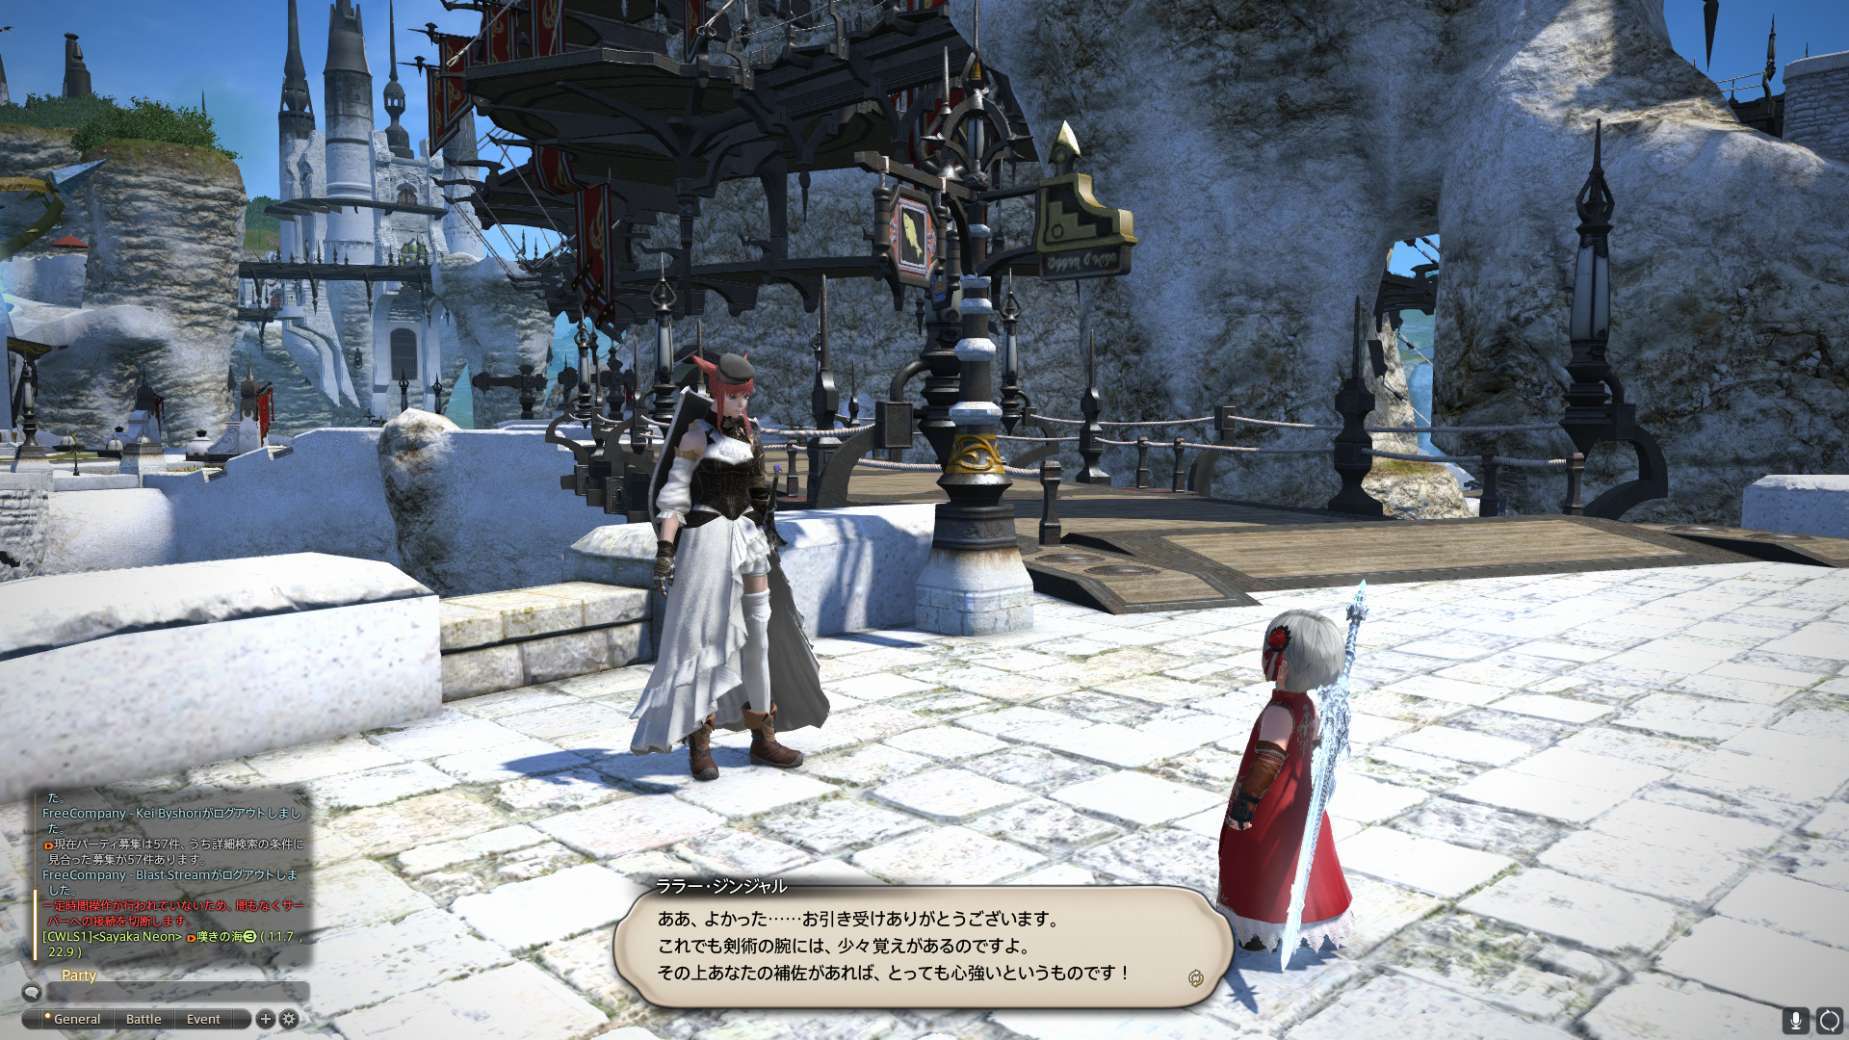 た。
FreeCompany - Kei Byshoriがログアウトしまし
た。
現在パーティ募集は57件、うち詳細検索の条件に
見合った募集が57件あります。
FreeCompany - Blast Streamがログアウトしま
した。
一定時間操作が行われていないため、間もなくサー
バーへの接続を切断します。
[CWLS1]<Sayaka Neon> 嘆きの海3 ( 11.7 ,
22.9 )
Party
General Battle Event
ララー・ジンジャル
ああ、よかった……お引き受けありがとうございます。
これでも剣術の腕には、少々覚えがあるのですよ。
その上あなたの補佐があれば、とっても心強いというものです！